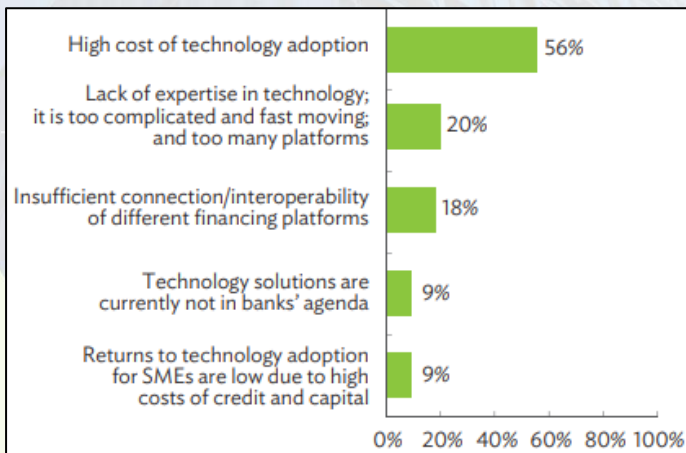 High cost of technology adoption
56%
Lack of expertise in technology;
it is too complicated and fast moving;
and too many platforms
20%
Insufficient connection/interoperability
of different financing platforms
18%
Technology solutions are
currently not in banks’ agenda
9%
Returns to technology adoption
for SMEs are low due to high
costs of credit and capital
9%
0% 20% 40% 60% 80% 100%